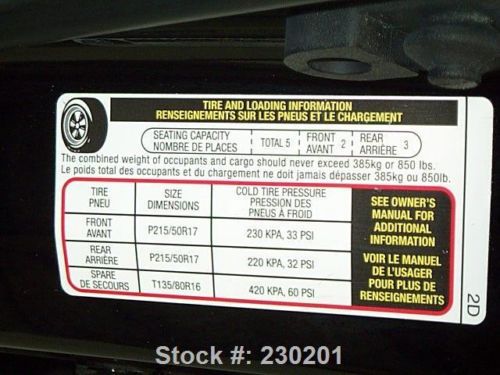 TIRE AND LOADING INFORMATION
RENSEIGNEMENTS SUR LES PNEUS ET LE CHARGEMENT
SEATING CAPACITY
NOMBRE DE PLACES
TOTAL 5
FRONT
AVANT 2
REAR
ARRIÈRE 3
The combined weight of occupants and cargo should never exceed 385kg or 850 lbs.
Le poids total des occupants et du chargement ne doit jamais dépasser 385kg ou 850lb.
TIRE
PNEU
SIZE
DIMENSIONS
COLD TIRE PRESSURE
PRESSION DES
PNEUS À FROID
FRONT
AVANT
P215/50R17
230 KPA, 33 PSI
REAR
ARRIÈRE
P215/50R17
220 KPA, 32 PSI
SPARE
DE SECOURS
T135/80R16
420 KPA, 60 PSI
SEE OWNER'S
MANUAL FOR
ADDITIONAL
INFORMATION
VOIR LE MANUEL
DE L'USAGER
POUR PLUS DE
RENSEIGNEMENTS
2D
Stock #: 230201